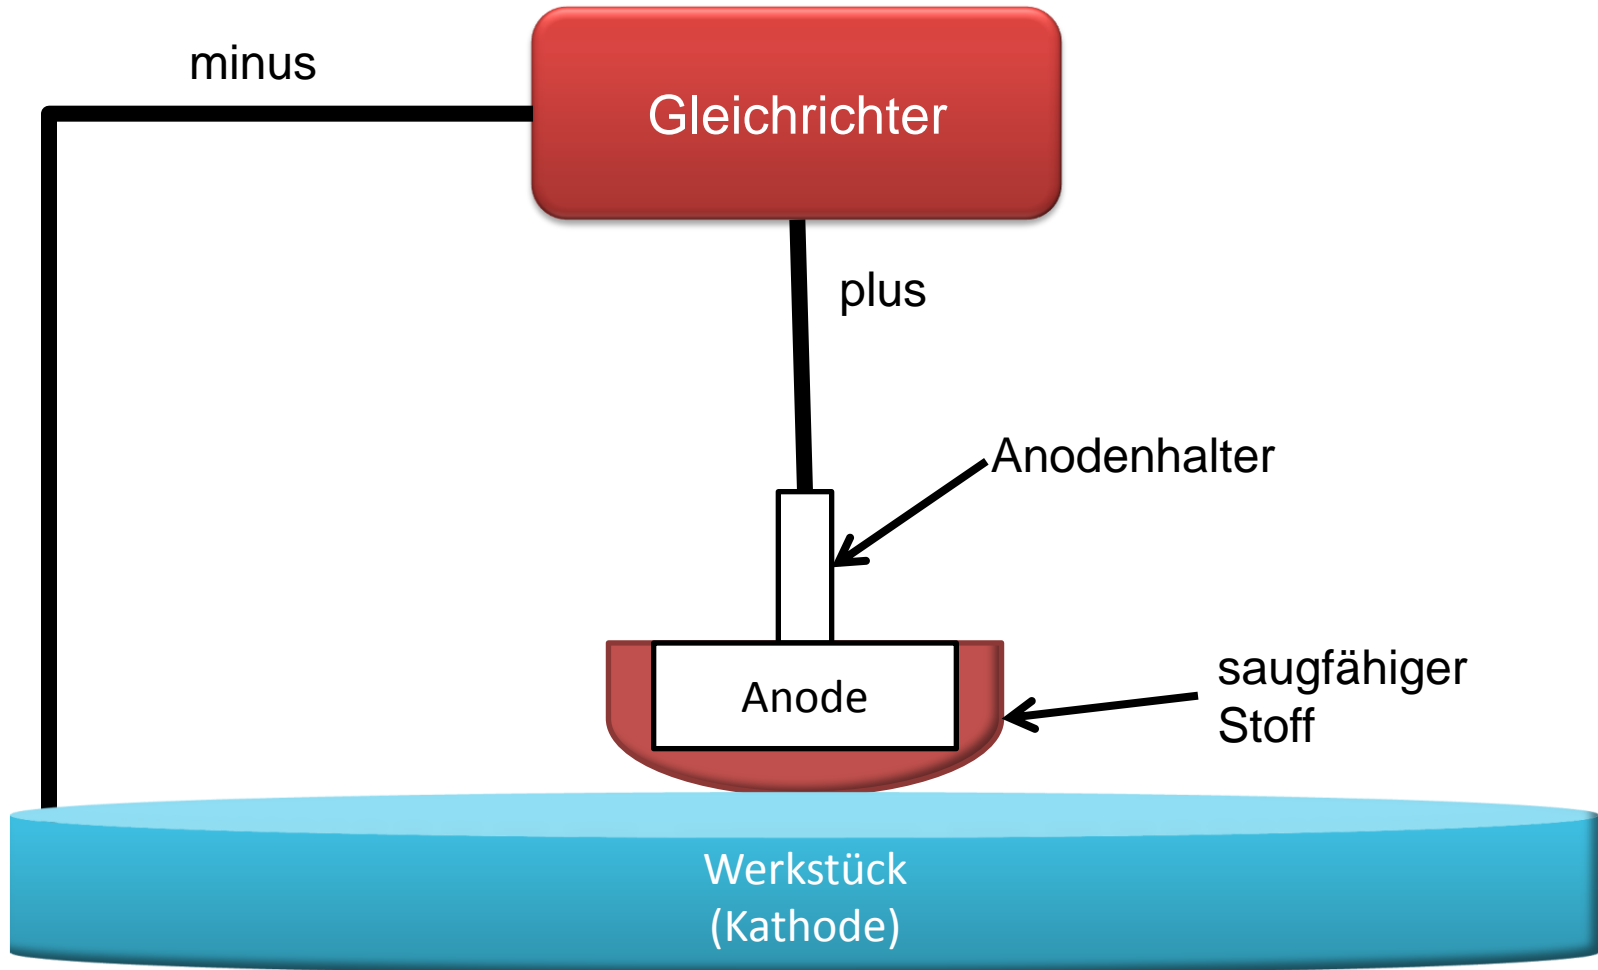 minus
Gleichrichter
plus
Anodenhalter
Anode
saugfähiger
Stoff
Werkstück
(Kathode)